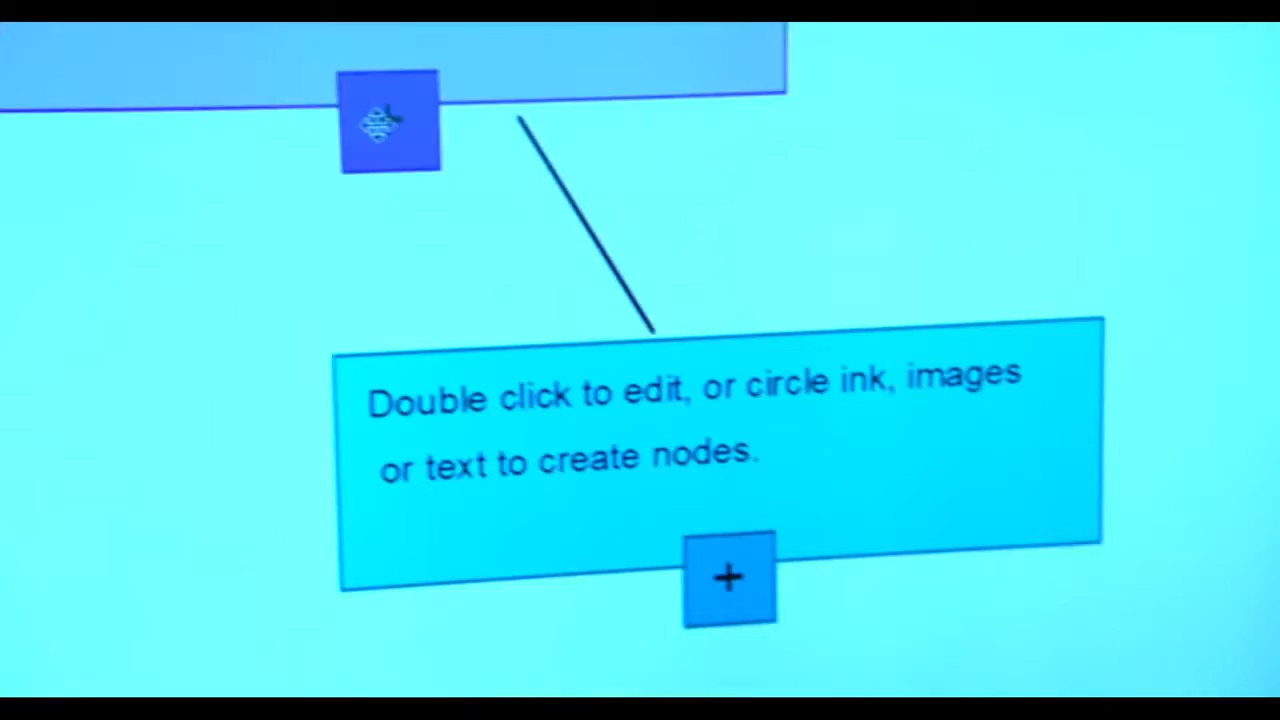 Double click to edit, or circle ink, images
or text to create nodes.
+